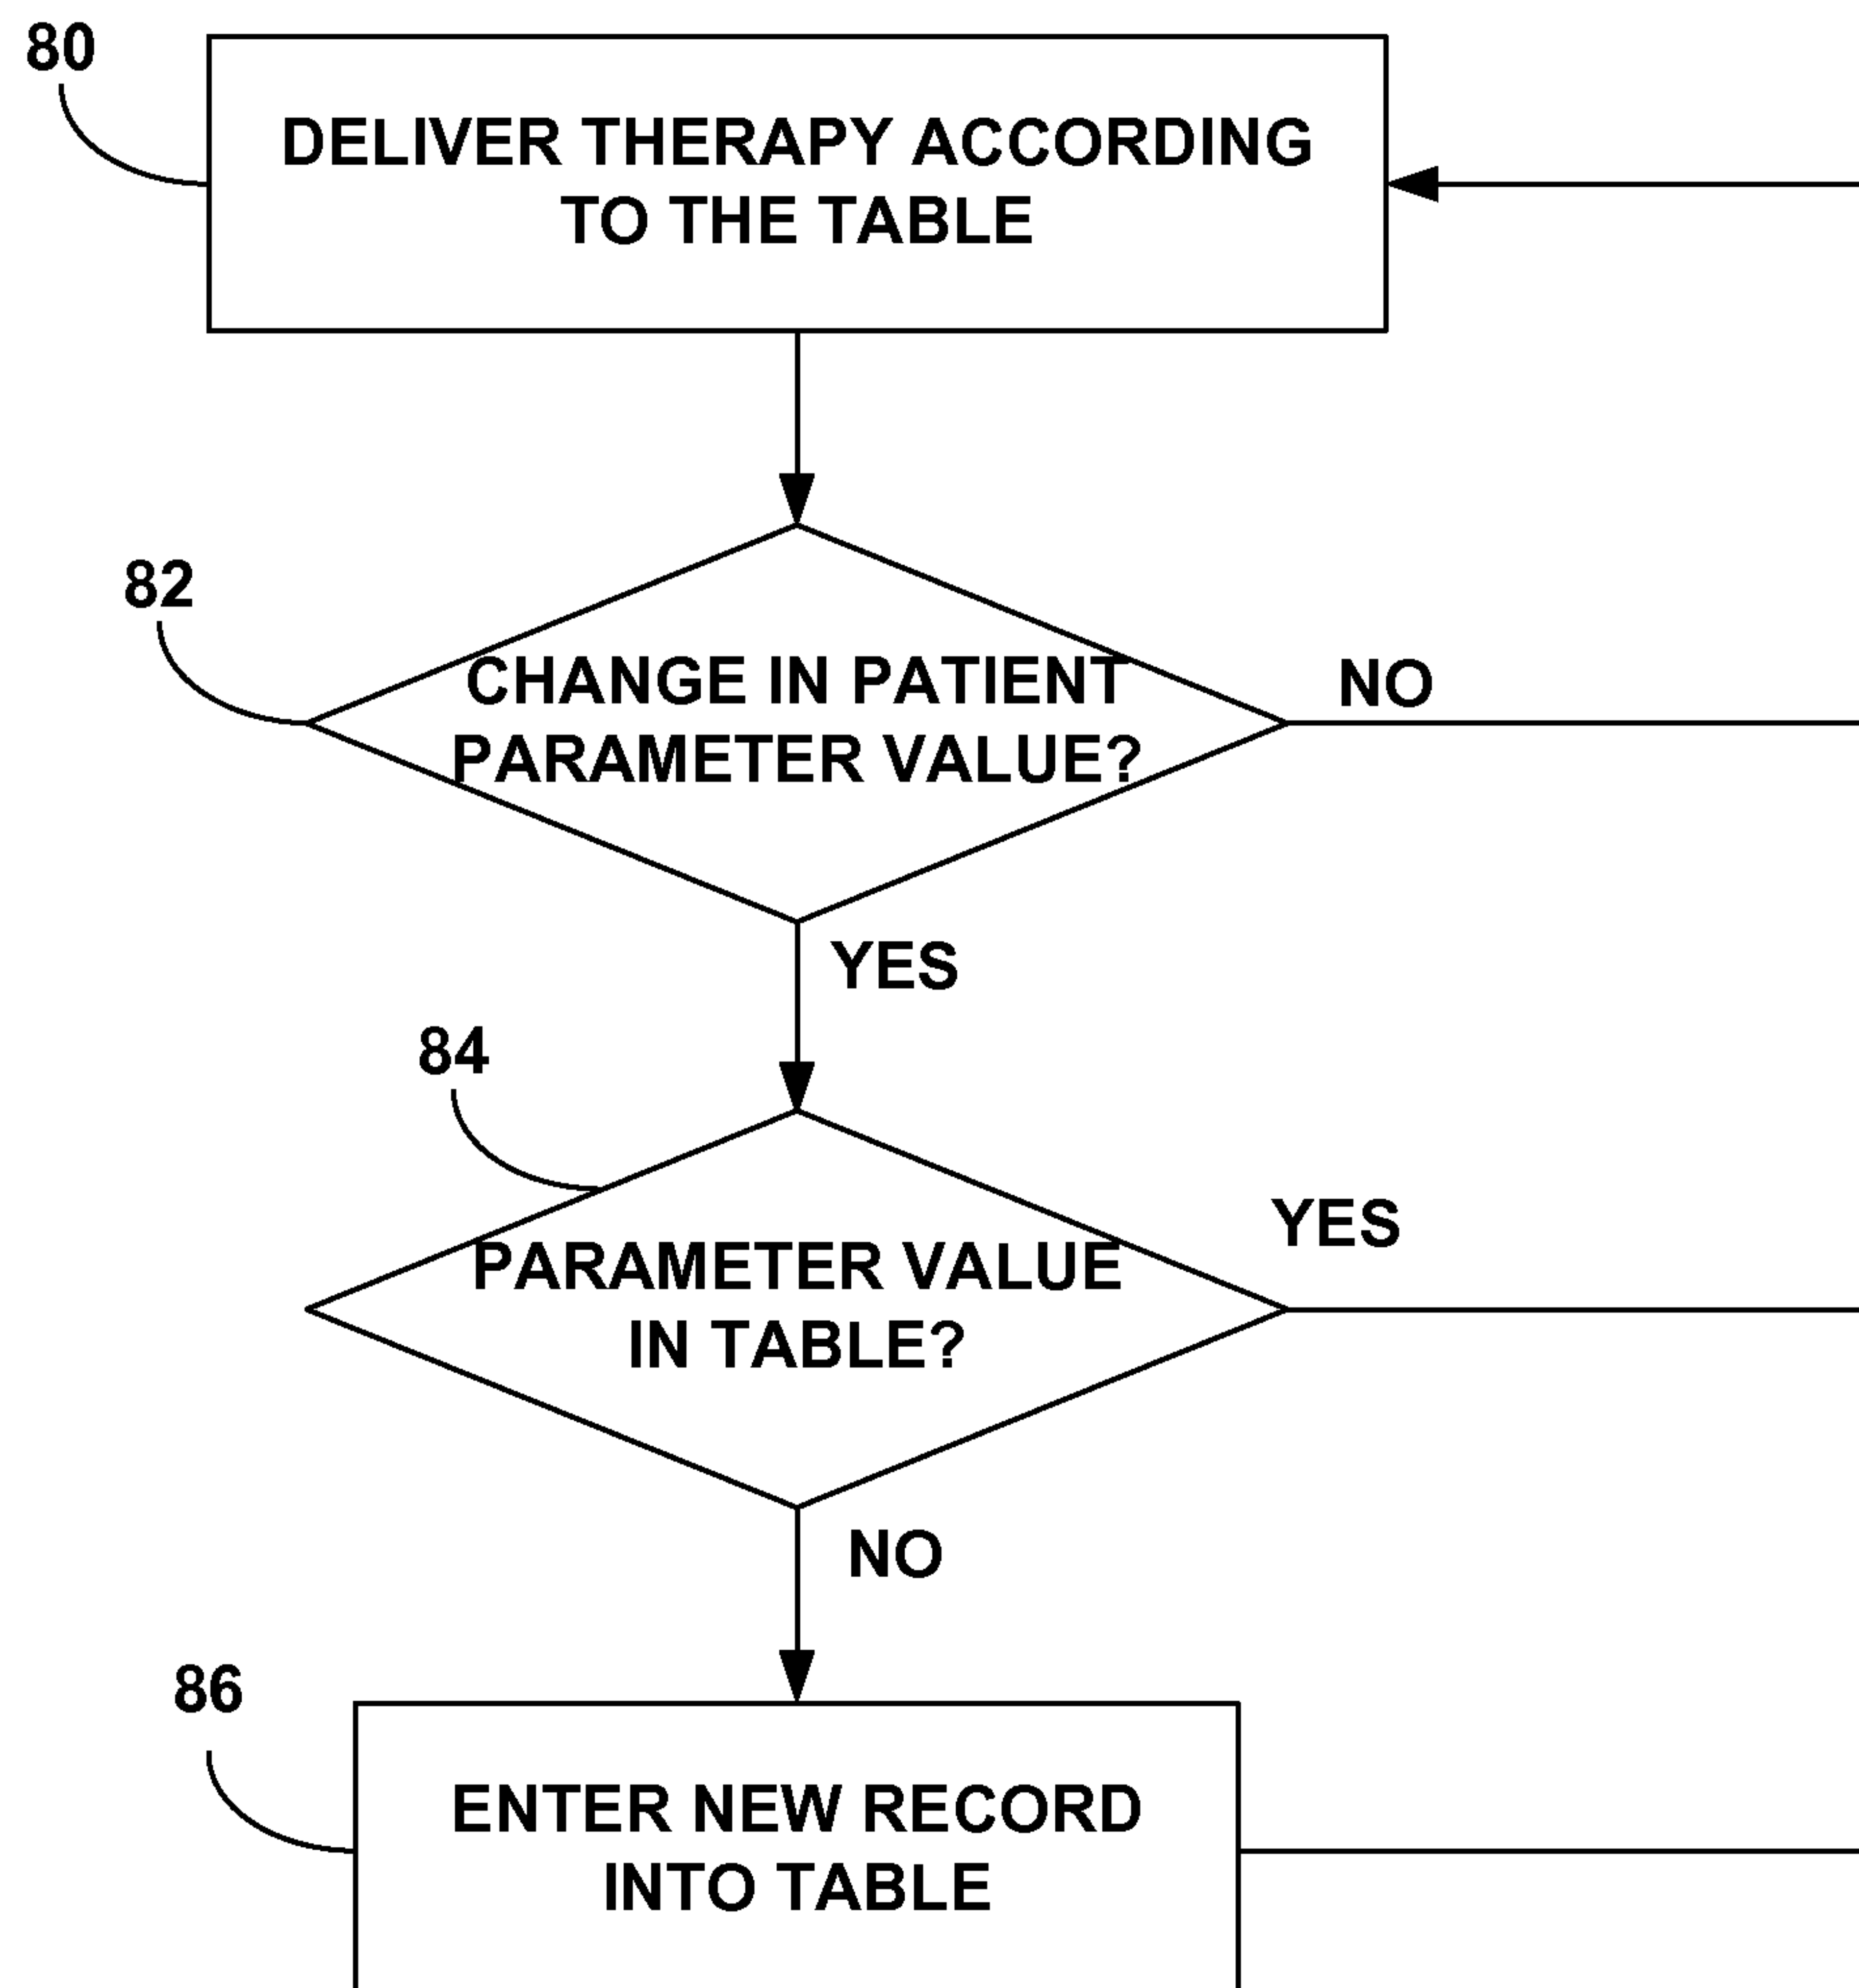 80
DELIVER THERAPY ACCORDING
TO THE TABLE
82
CHANGE IN PATIENT
PARAMETER VALUE?
NO
YES
84
PARAMETER VALUE
IN TABLE?
YES
NO
86
ENTER NEW RECORD
INTO TABLE